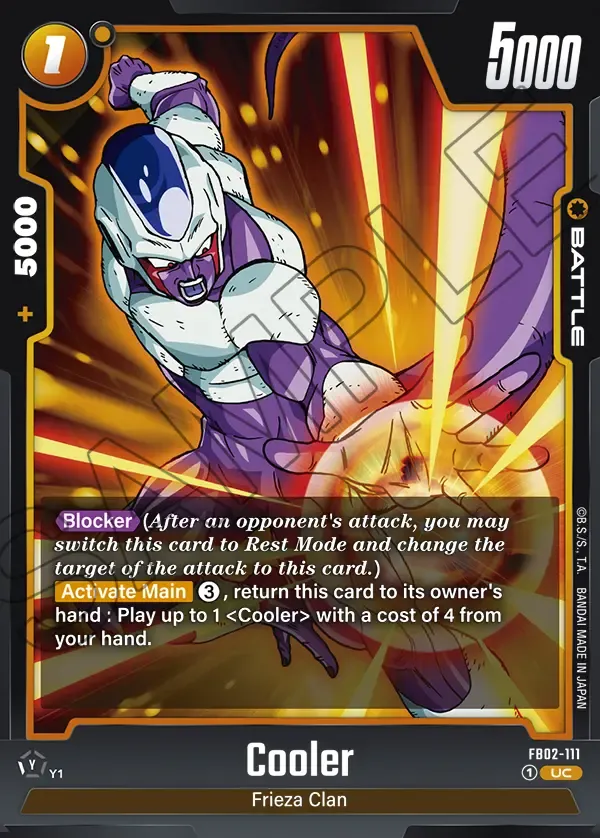 1
5000
+ 5000
BATTLE
SAMPLE
Blocker (After an opponent's attack, you may
switch this card to Rest Mode and change the
target of the attack to this card.)
Activate Main 3 , return this card to its owner's
hand : Play up to 1 <Cooler> with a cost of 4 from
your hand.
©B.S./S., T.A. BANDAI MADE IN JAPAN
Y Y1
Cooler
FB02-111
1 UC
Frieza Clan